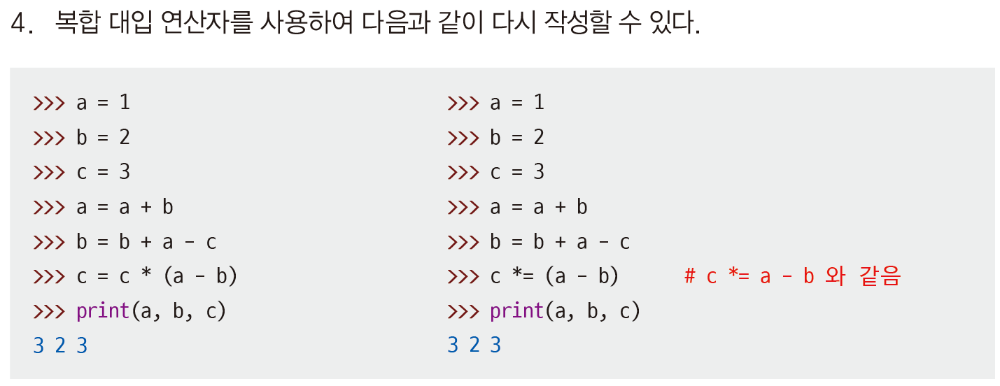 4. 복합 대입 연산자를 사용하여 다음과 같이 다시 작성할 수 있다.
>>> a = 1
>>> b = 2
>>> c = 3
>>> a = a + b
>>> b = b + a - c
>>> c = c * (a - b)
>>> print(a, b, c)
3 2 3
>>> a = 1
>>> b = 2
>>> c = 3
>>> a = a + b
>>> b = b + a - c
>>> c *= (a - b) # c *= a - b 와 같음
>>> print(a, b, c)
3 2 3